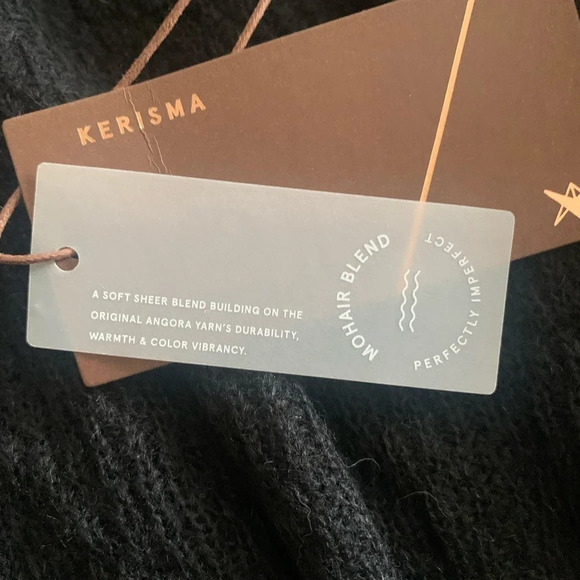 KERISMA
A SOFT SHEER BLEND BUILDING ON THE
ORIGINAL ANGORA YARN'S DURABILITY,
WARMTH & COLOR VIBRANCY.
MOHAIR BLEND
PERFECTLY IMPERFECT